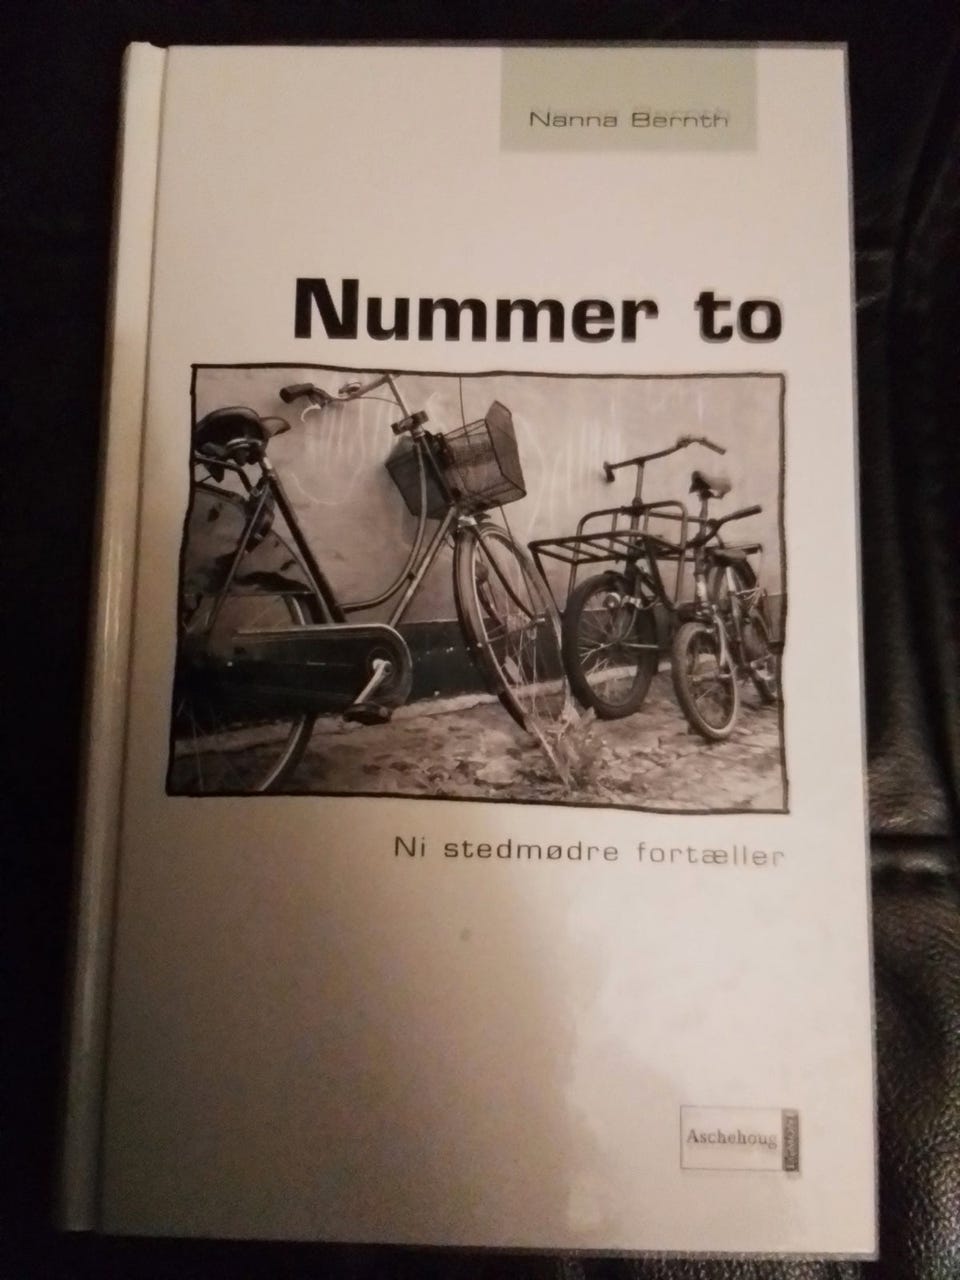 Nanna Bernth
Nummer to
Ni stedmødre fortæller
Aschehoug